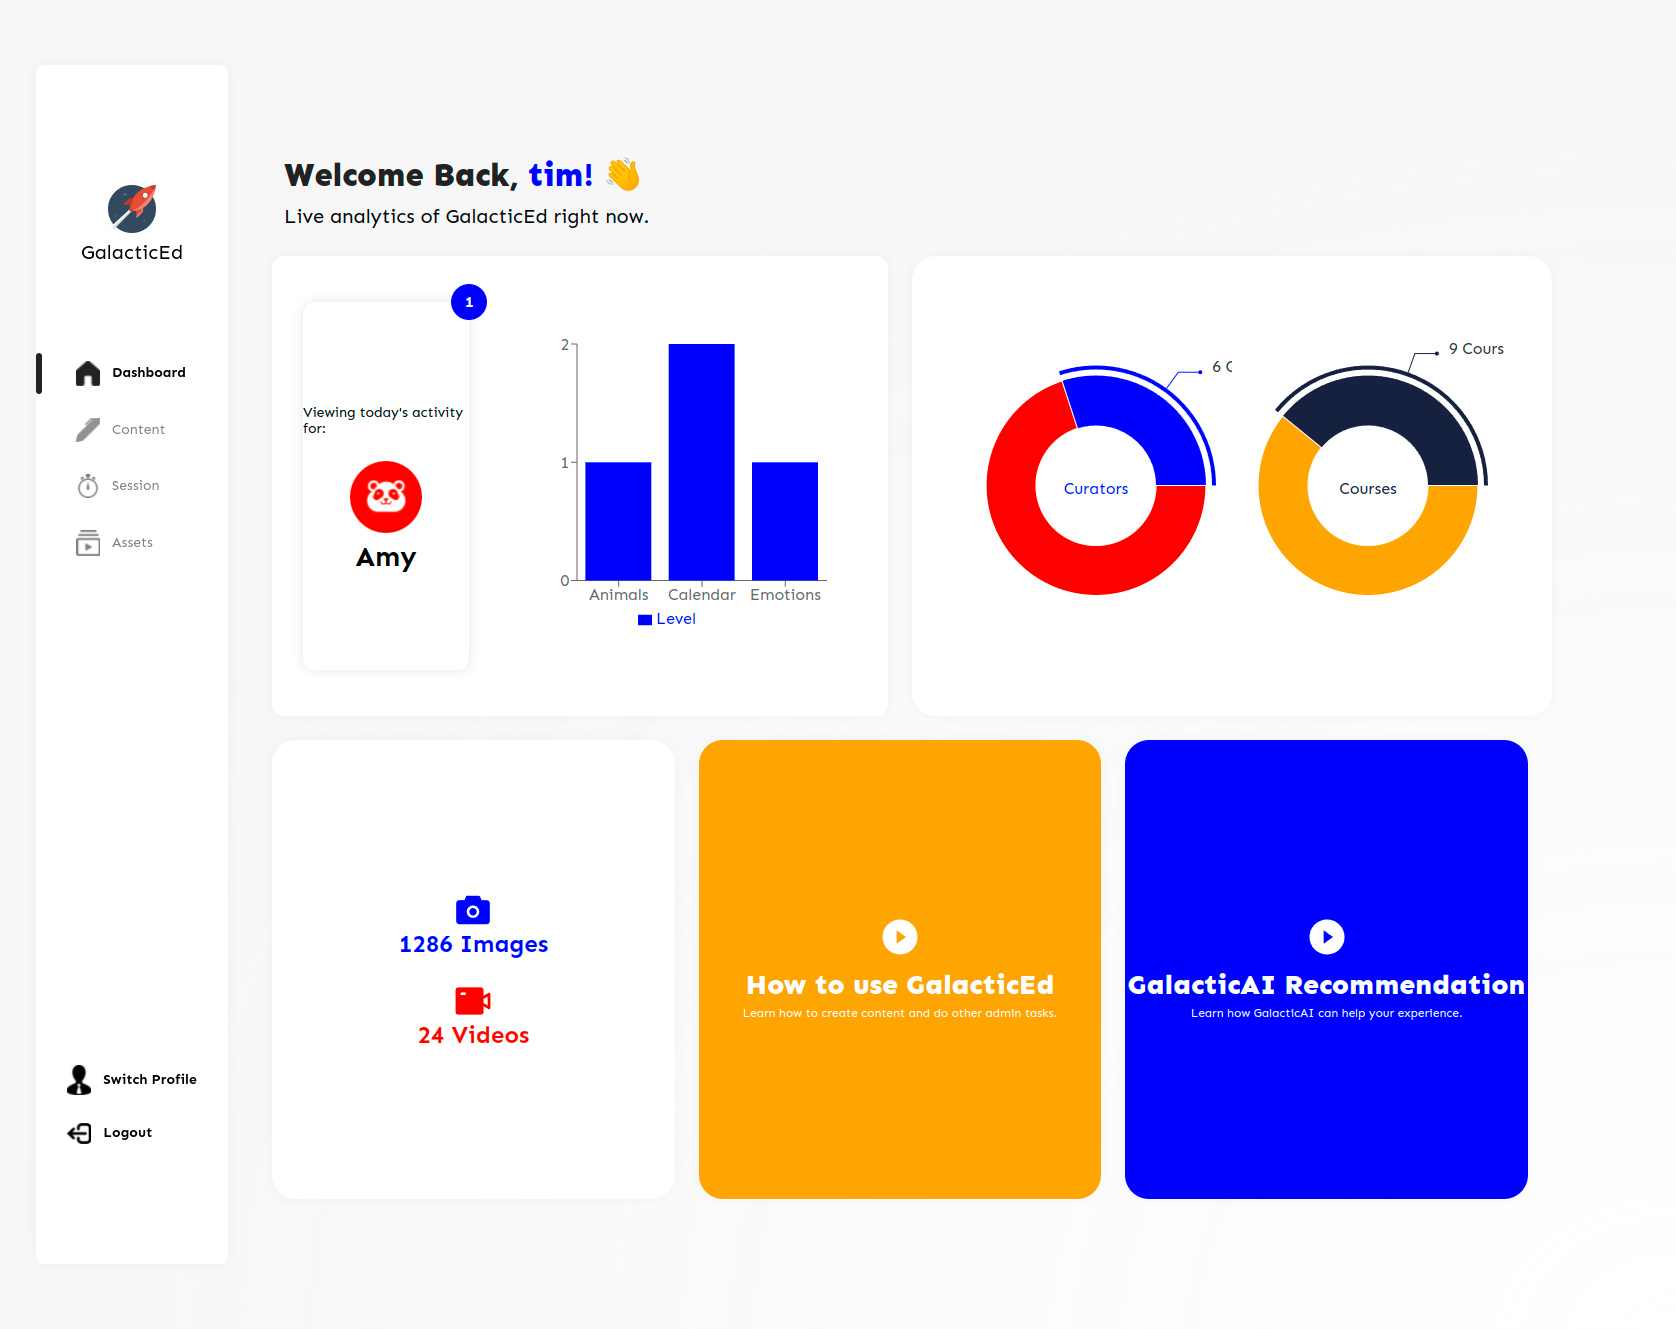 GalacticEd
Dashboard
Content
Session
Assets
Switch Profile
Logout
Welcome Back, tim! 👋
Live analytics of GalacticEd right now.
1
Viewing today's activity
for:
Amy
2
1
0
Animals Calendar Emotions
Level
6 C
Curators
9 Cours
Courses
1286 Images
24 Videos
How to use GalacticEd
Learn how to create content and do other admin tasks.
GalacticAI Recommendation
Learn how GalacticAI can help your experience.